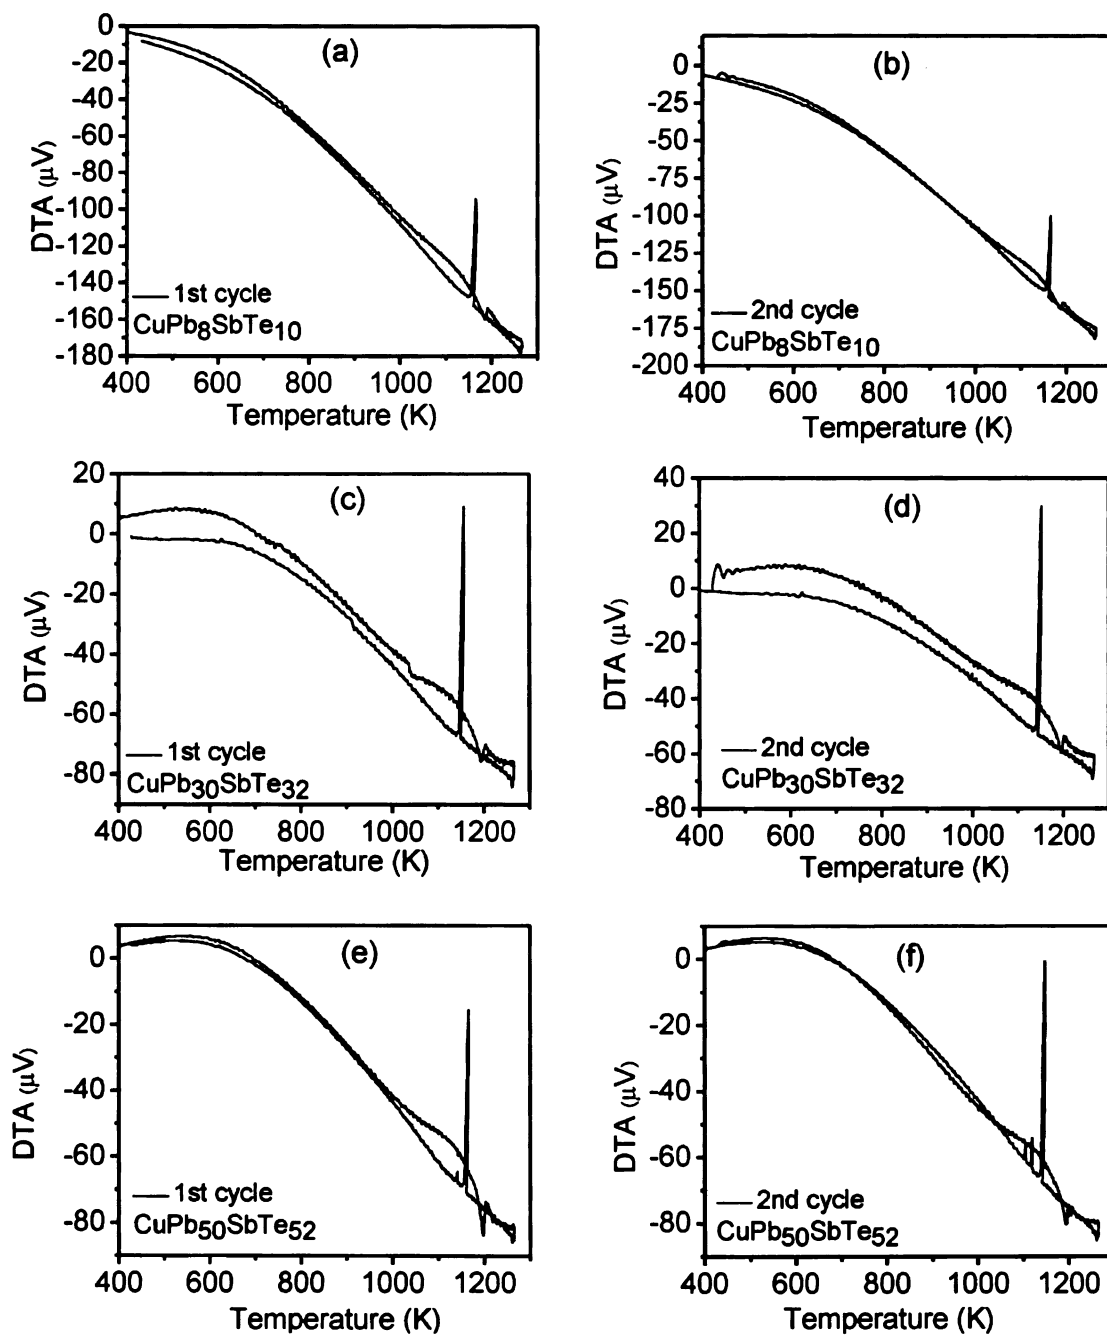 (a)
DTA (μV)
0
-20
-40
-60
-80
-100
-120
-140
-160
-180
1st cycle
CuPb8SbTe10
400 600 800 1000 1200
Temperature (K)
(b)
DTA (μV)
0
-25
-50
-75
-100
-125
-150
-175
-200
2nd cycle
CuPb8SbTe10
400 600 800 1000 1200
Temperature (K)
(c)
DTA (μV)
20
0
-20
-40
-60
-80
1st cycle
CuPb30SbTe32
400 600 800 1000 1200
Temperature (K)
(d)
DTA (μV)
40
20
0
-20
-40
-60
-80
2nd cycle
CuPb30SbTe32
400 600 800 1000 1200
Temperature (K)
(e)
DTA (μV)
0
-20
-40
-60
-80
1st cycle
CuPb50SbTe52
400 600 800 1000 1200
Temperature (K)
(f)
DTA (μV)
0
-20
-40
-60
-80
2nd cycle
CuPb50SbTe52
400 600 800 1000 1200
Temperature (K)